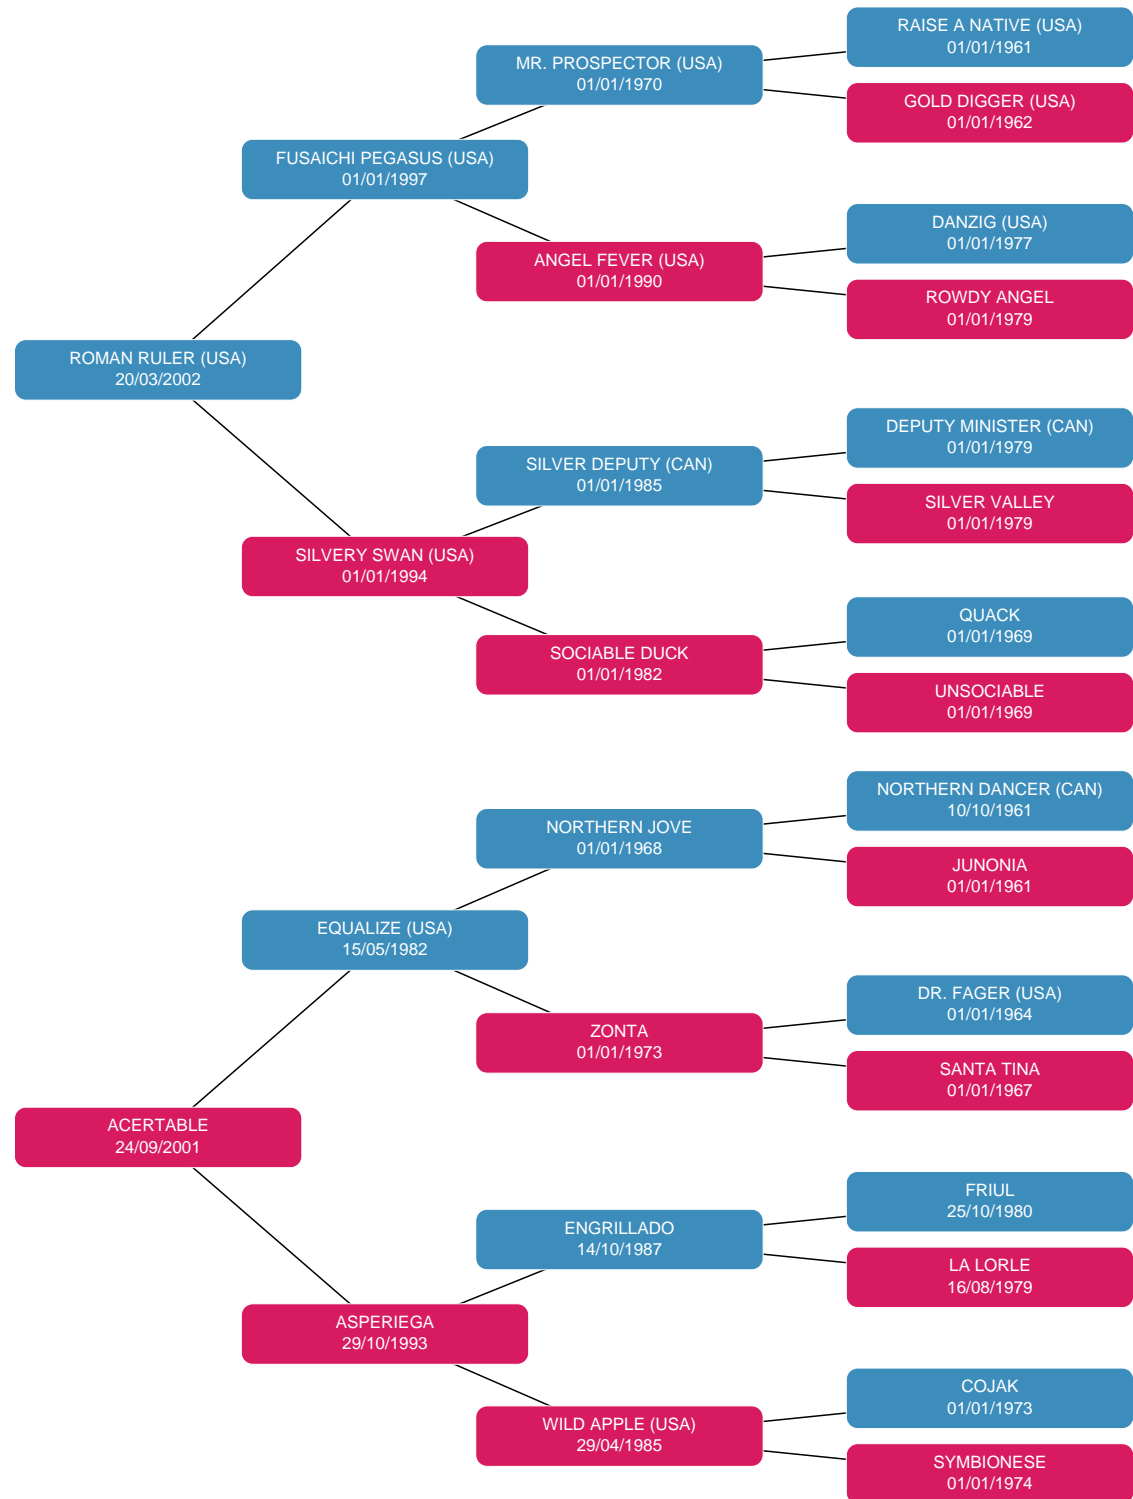 RAISE A NATIVE (USA)
01/01/1961
MR. PROSPECTOR (USA)
01/01/1970
GOLD DIGGER (USA)
01/01/1962
FUSAICHI PEGASUS (USA)
01/01/1997
DANZIG (USA)
01/01/1977
ANGEL FEVER (USA)
01/01/1990
ROWDY ANGEL
01/01/1979
ROMAN RULER (USA)
20/03/2002
DEPUTY MINISTER (CAN)
01/01/1979
SILVER DEPUTY (CAN)
01/01/1985
SILVER VALLEY
01/01/1979
SILVERY SWAN (USA)
01/01/1994
QUACK
01/01/1969
SOCIABLE DUCK
01/01/1982
UNSOCIABLE
01/01/1969
NORTHERN DANCER (CAN)
10/10/1961
NORTHERN JOVE
01/01/1968
JUNONIA
01/01/1961
EQUALIZE (USA)
15/05/1982
DR. FAGER (USA)
01/01/1964
ZONTA
01/01/1973
SANTA TINA
01/01/1967
ACERTABLE
24/09/2001
FRIUL
25/10/1980
ENGRILLADO
14/10/1987
LA LORLE
16/08/1979
ASPERIEGA
29/10/1993
COJAK
01/01/1973
WILD APPLE (USA)
29/04/1985
SYMBIONESE
01/01/1974